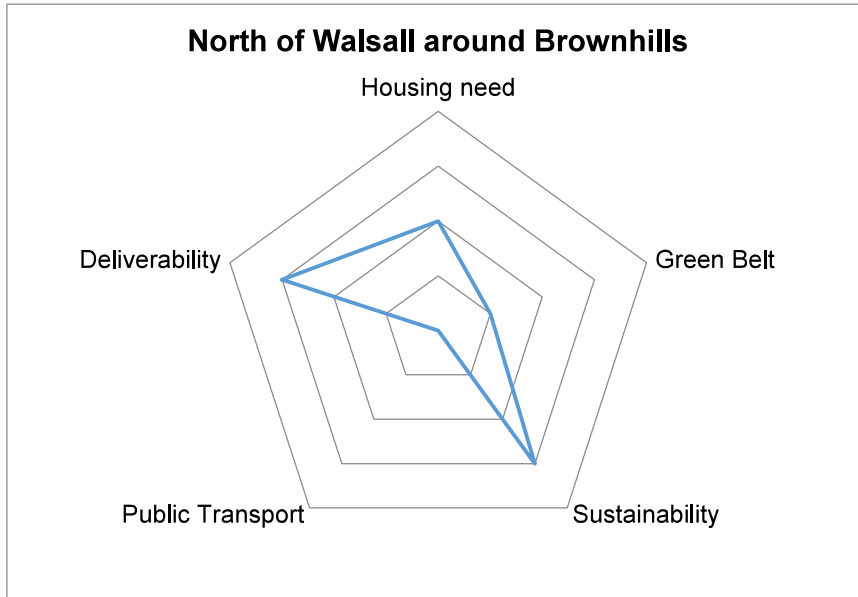 North of Walsall around Brownhills
Housing need
Deliverability
Green Belt
Public Transport
Sustainability